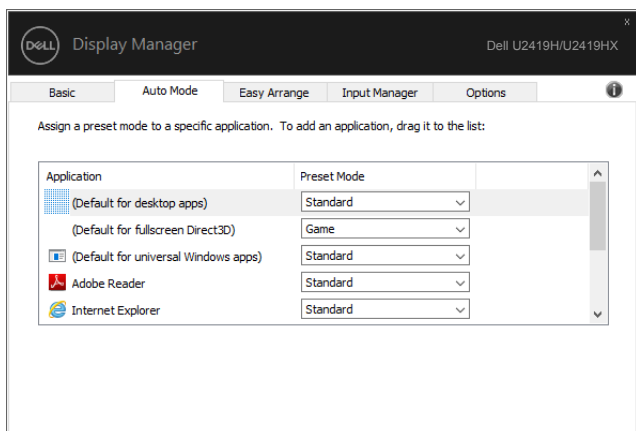 DELL Display Manager Dell U2419H/U2419HX x
Basic Auto Mode Easy Arrange Input Manager Options i
Assign a preset mode to a specific application. To add an application, drag it to the list:
Application Preset Mode
(Default for desktop apps) Standard
(Default for fullscreen Direct3D) Game
(Default for universal Windows apps) Standard
Adobe Reader Standard
Internet Explorer Standard